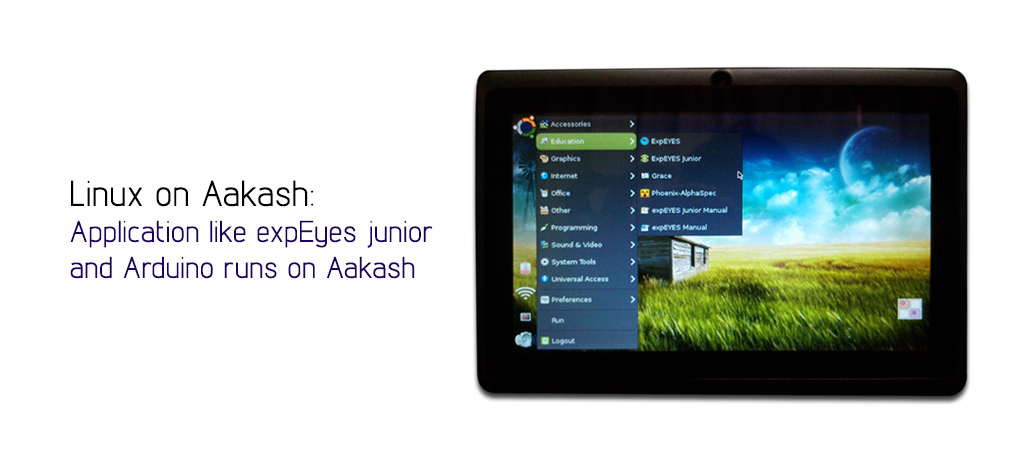 Linux on Aakash:
Application like expEyes junior
and Arduino runs on Aakash
Accessories
Education
Graphics
Internet
Office
Other
Programming
Sound & Video
System Tools
Universal Access
Preferences
Run
Logout
ExpEYES
ExpEYES Junior
Grace
Phoenix-AlphaSpec
expEYES Junior Manual
expEYES Manual